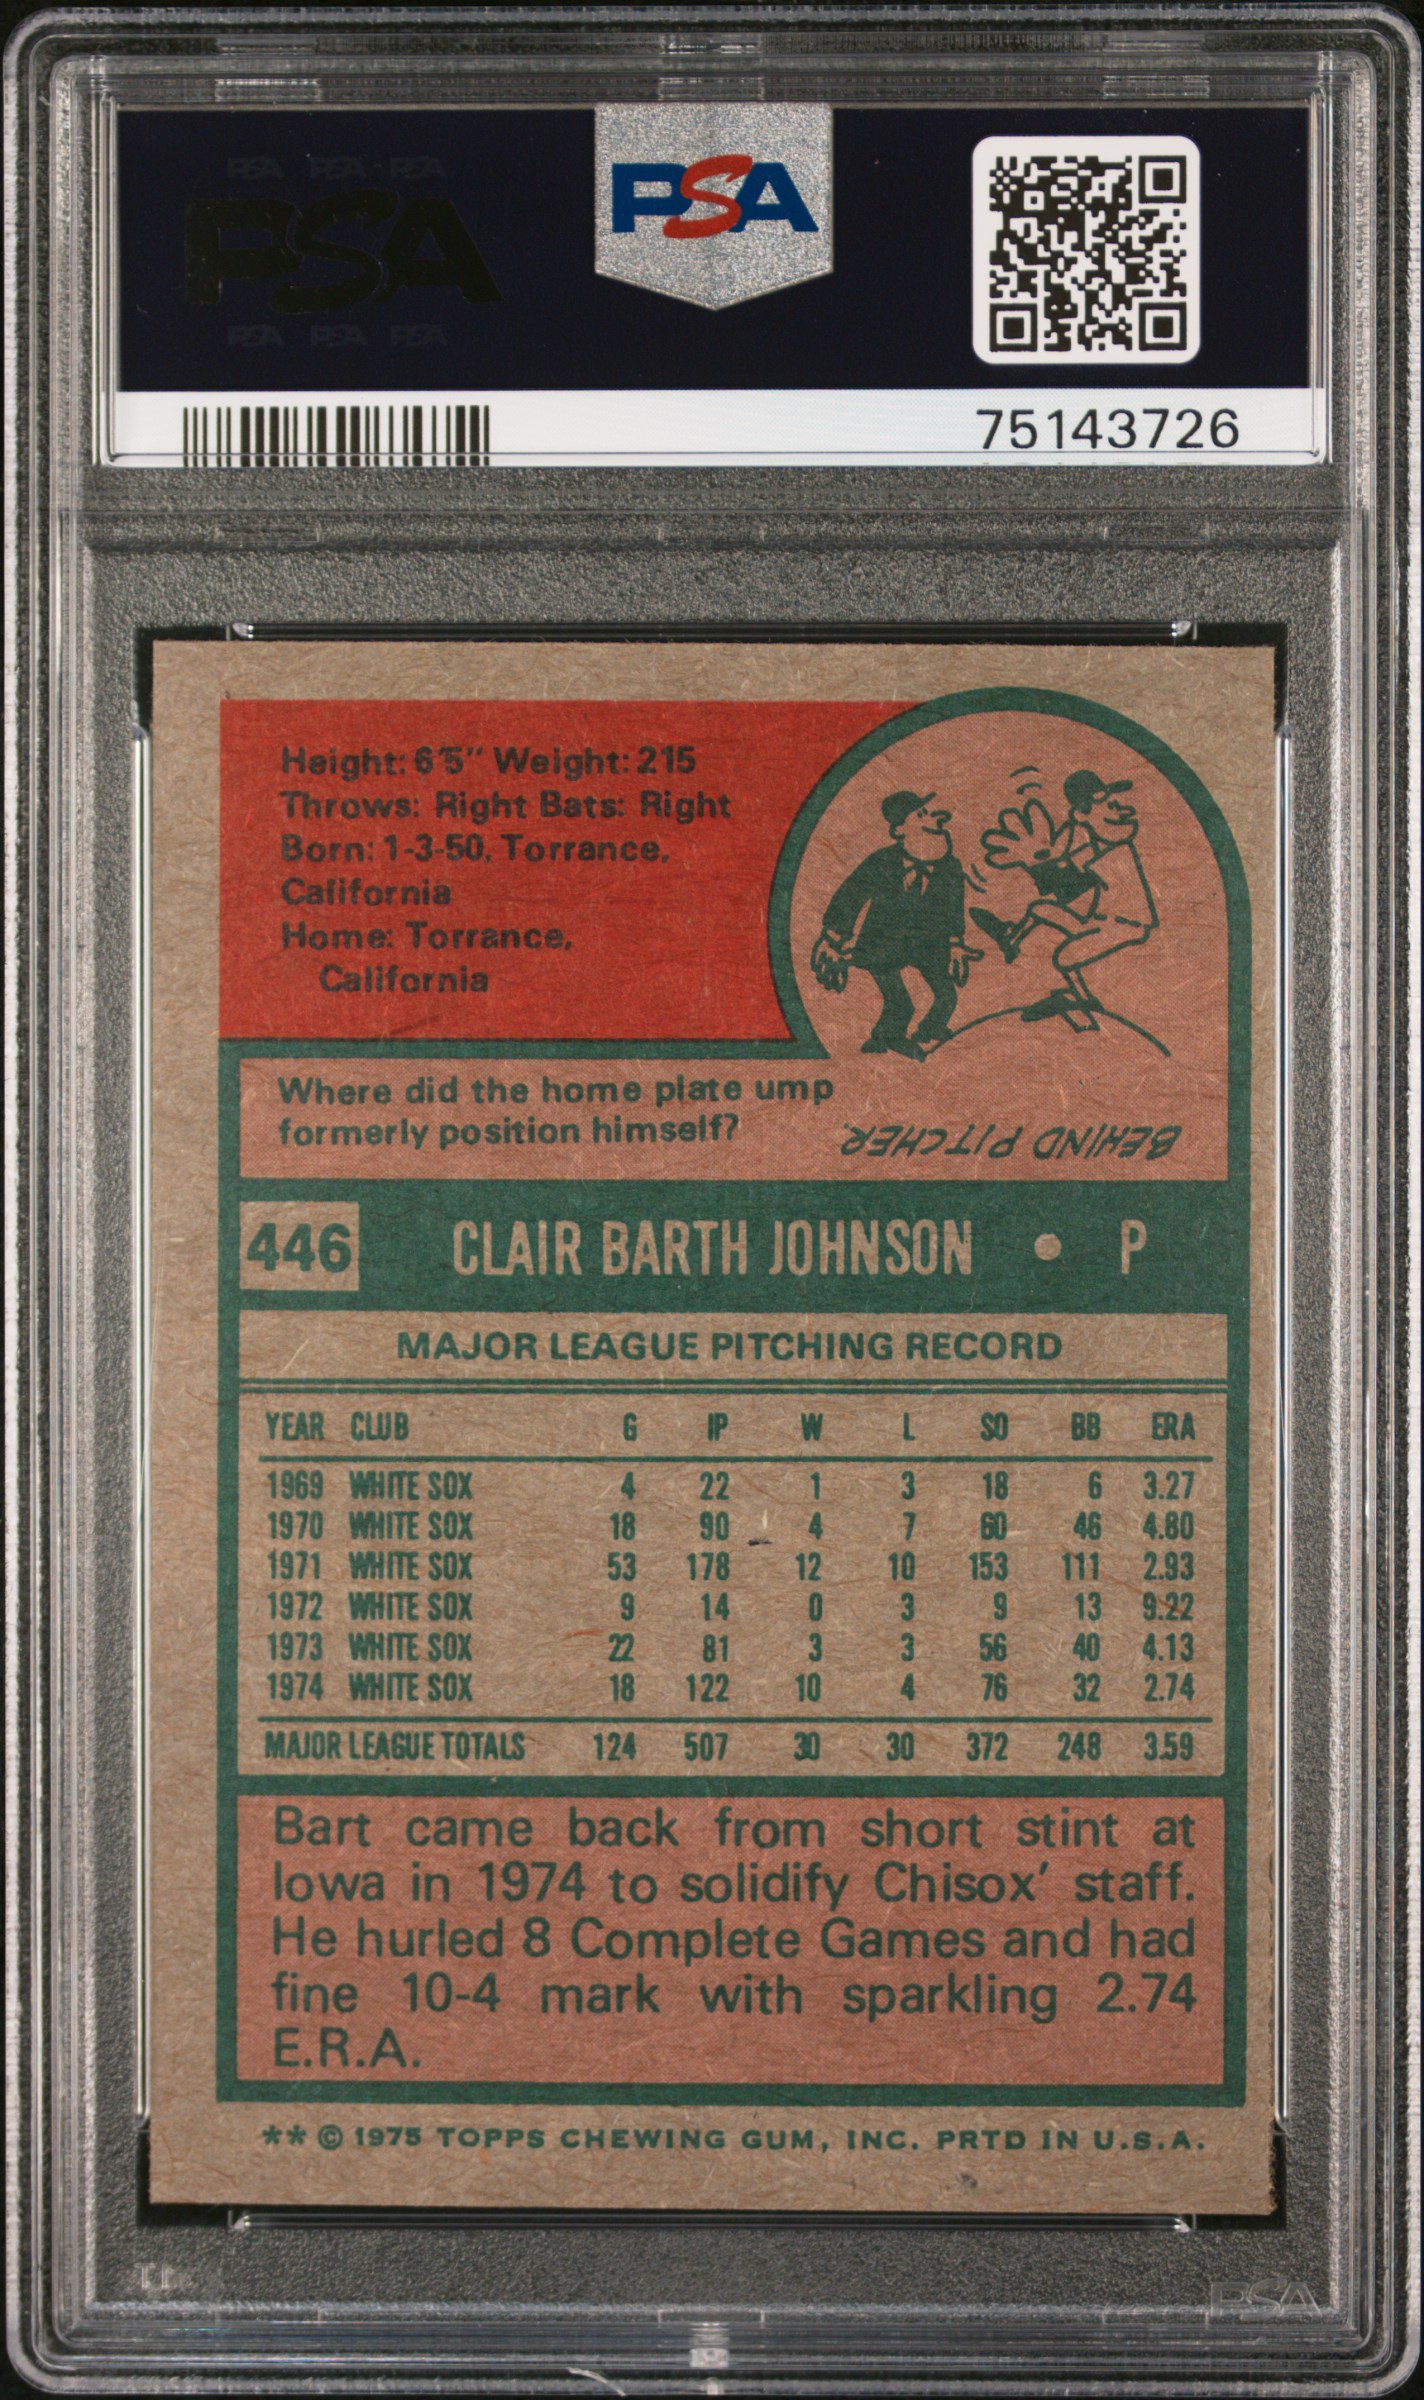 PSA PSA PSA
PSA
PSA PSA PSA
PSA
75143726
Height: 6'5" Weight: 215
Throws: Right Bats: Right
Born: 1-3-50, Torrance,
California
Home: Torrance,
California
Where did the home plate ump
formerly position himself?
BEHIND PITCHER.
446 CLAIR BARTH JOHNSON • P
MAJOR LEAGUE PITCHING RECORD
YEAR CLUB G IP W L SO BB ERA
1969 WHITE SOX 4 22 1 3 18 6 3.27
1970 WHITE SOX 18 90 4 7 60 46 4.80
1971 WHITE SOX 53 178 12 10 153 111 2.93
1972 WHITE SOX 9 14 0 3 9 13 9.22
1973 WHITE SOX 22 81 3 3 56 40 4.13
1974 WHITE SOX 18 122 10 4 76 32 2.74
MAJOR LEAGUE TOTALS 124 507 30 30 372 248 3.59
Bart came back from short stint at
Iowa in 1974 to solidify Chisox' staff.
He hurled 8 Complete Games and had
fine 10-4 mark with sparkling 2.74
E.R.A.
** © 1975 TOPPS CHEWING GUM, INC. PRTD IN U.S.A.
PSA